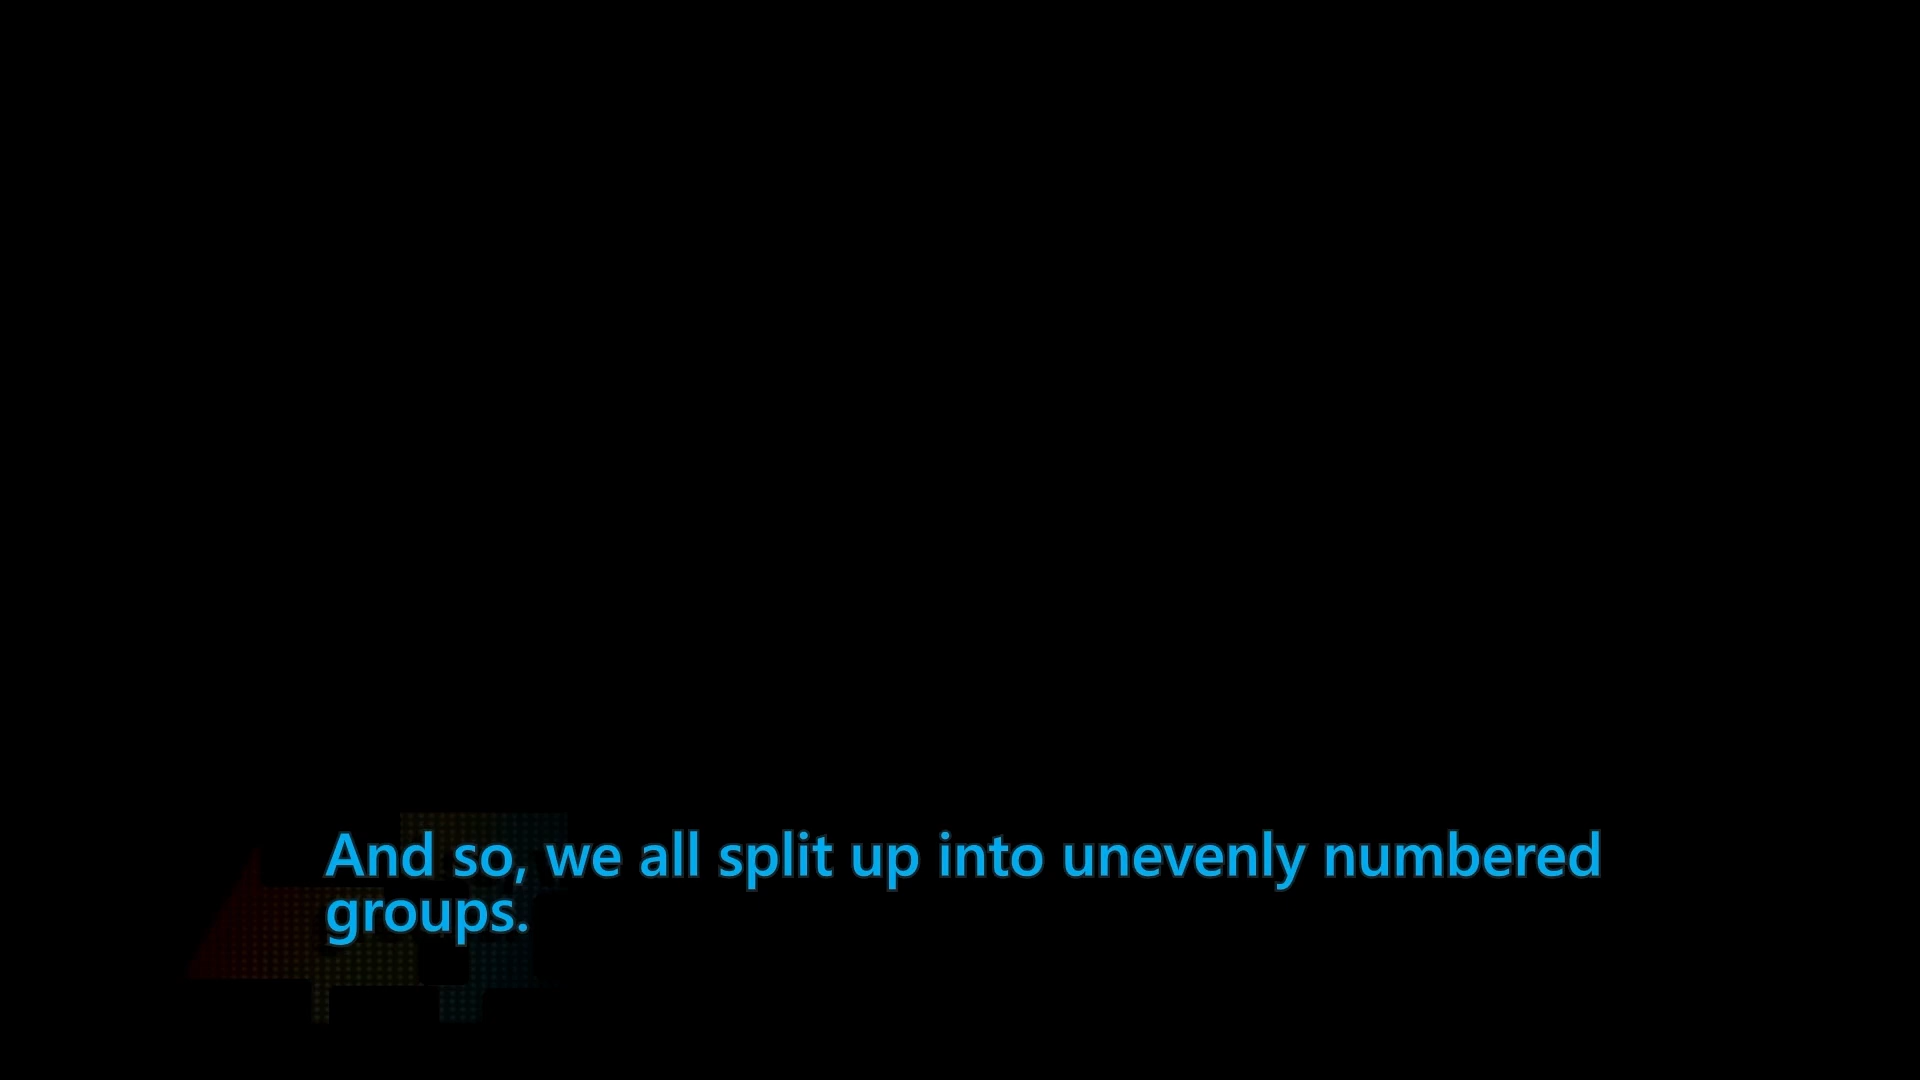 And so, we all split up into unevenly numbered
groups.